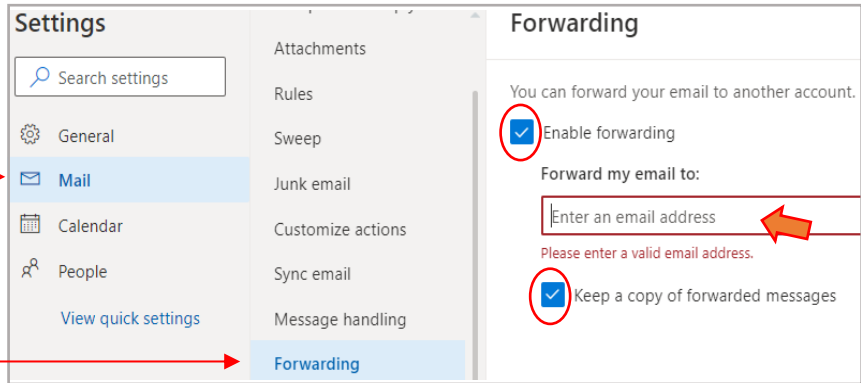 Settings
Search settings
General
Mail
Calendar
People
View quick settings
Attachments
Rules
Sweep
Junk email
Customize actions
Sync email
Message handling
Forwarding
Forwarding
You can forward your email to another account.
Enable forwarding
Forward my email to:
Enter an email address
Please enter a valid email address.
Keep a copy of forwarded messages